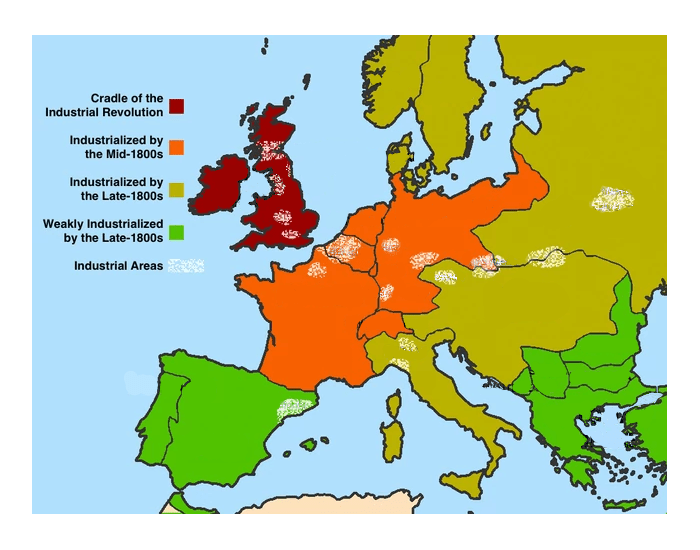 Cradle of the
Industrial Revolution
Industrialized by
the Mid-1800s
Industrialized by
the Late-1800s
Weakly Industrialized
by the Late-1800s
Industrial Areas